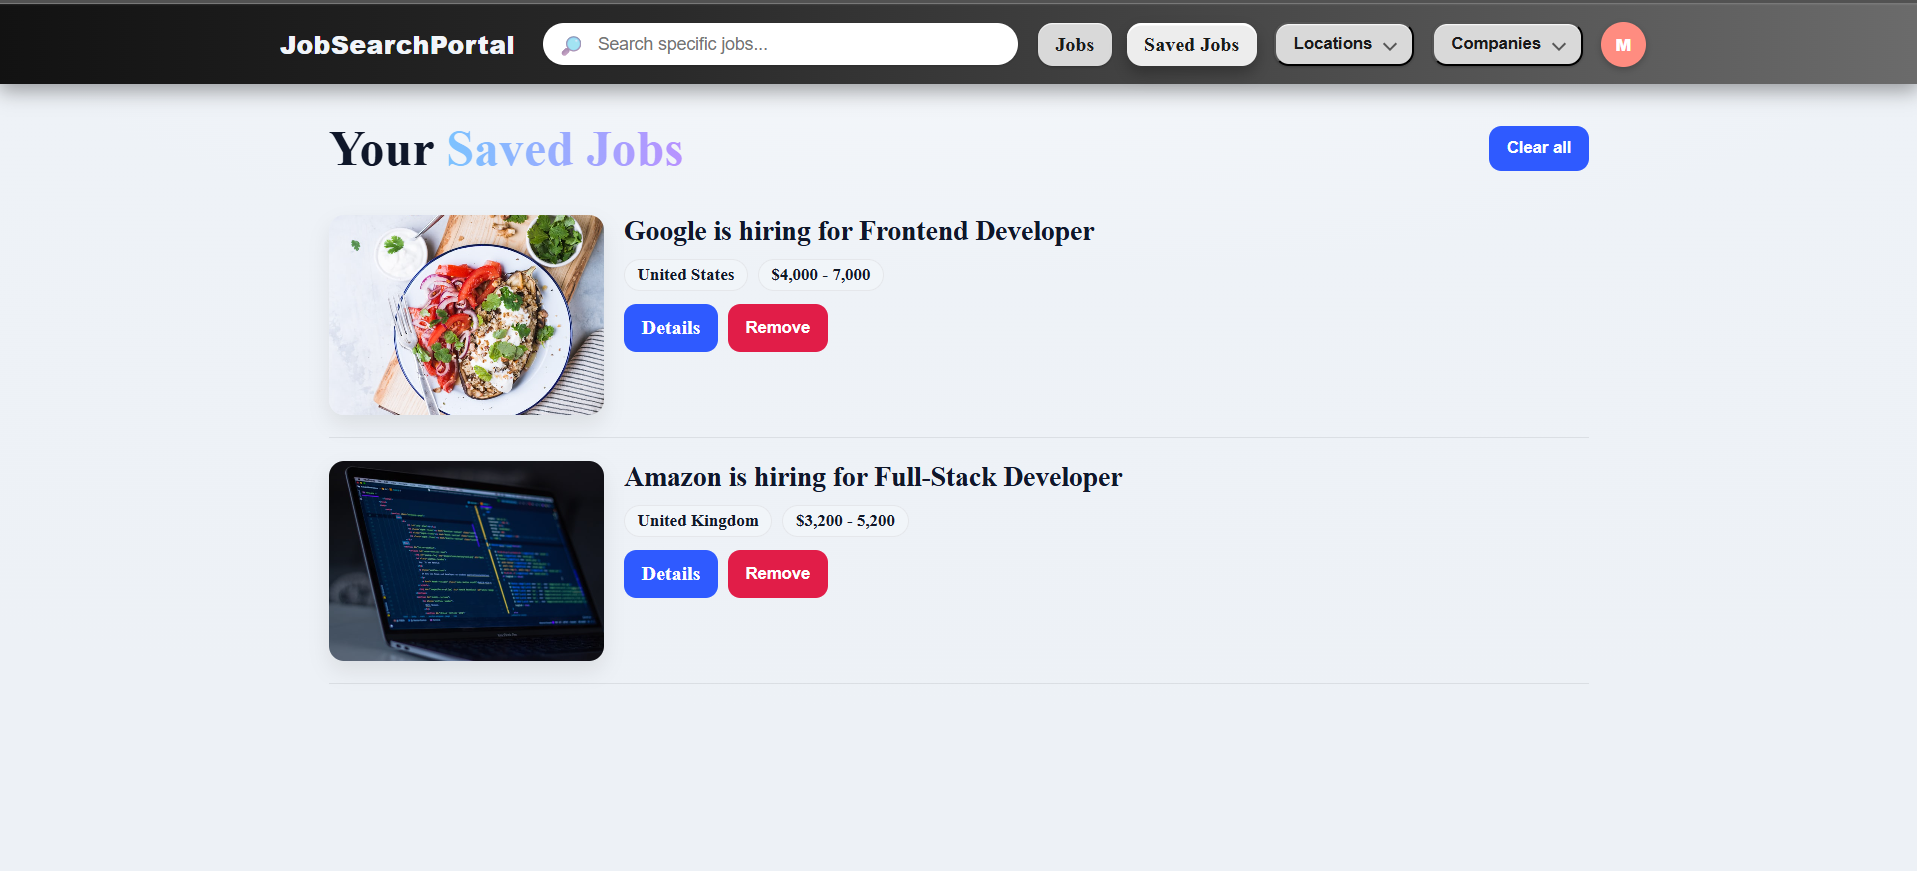 JobSearchPortal
Search specific jobs...
Jobs
Saved Jobs
Locations
Companies
M
Your Saved Jobs
Clear all
Google is hiring for Frontend Developer
United States
$4,000 - 7,000
Details
Remove
Amazon is hiring for Full-Stack Developer
United Kingdom
$3,200 - 5,200
Details
Remove